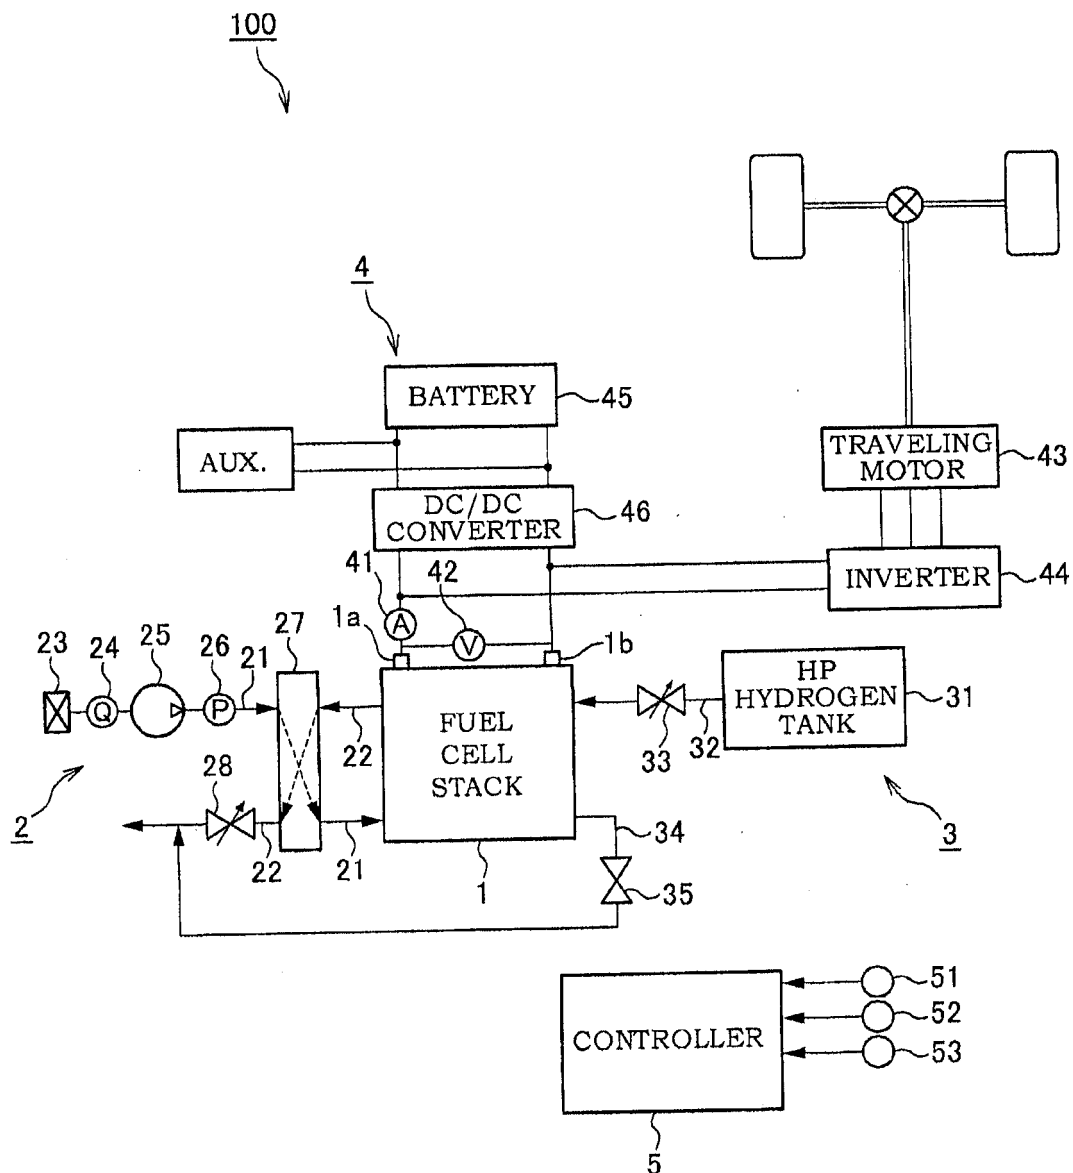 100
4
BATTERY
45
AUX.
TRAVELING
MOTOR
43
DC/DC
CONVERTER
46
41
42
INVERTER
44
A
V
1a
1b
23
24
25
26
21
27
Q
P
22
FUEL
CELL
STACK
HP
HYDROGEN
TANK
31
33
32
28
2
22
21
1
34
35
3
CONTROLLER
51
52
53
5